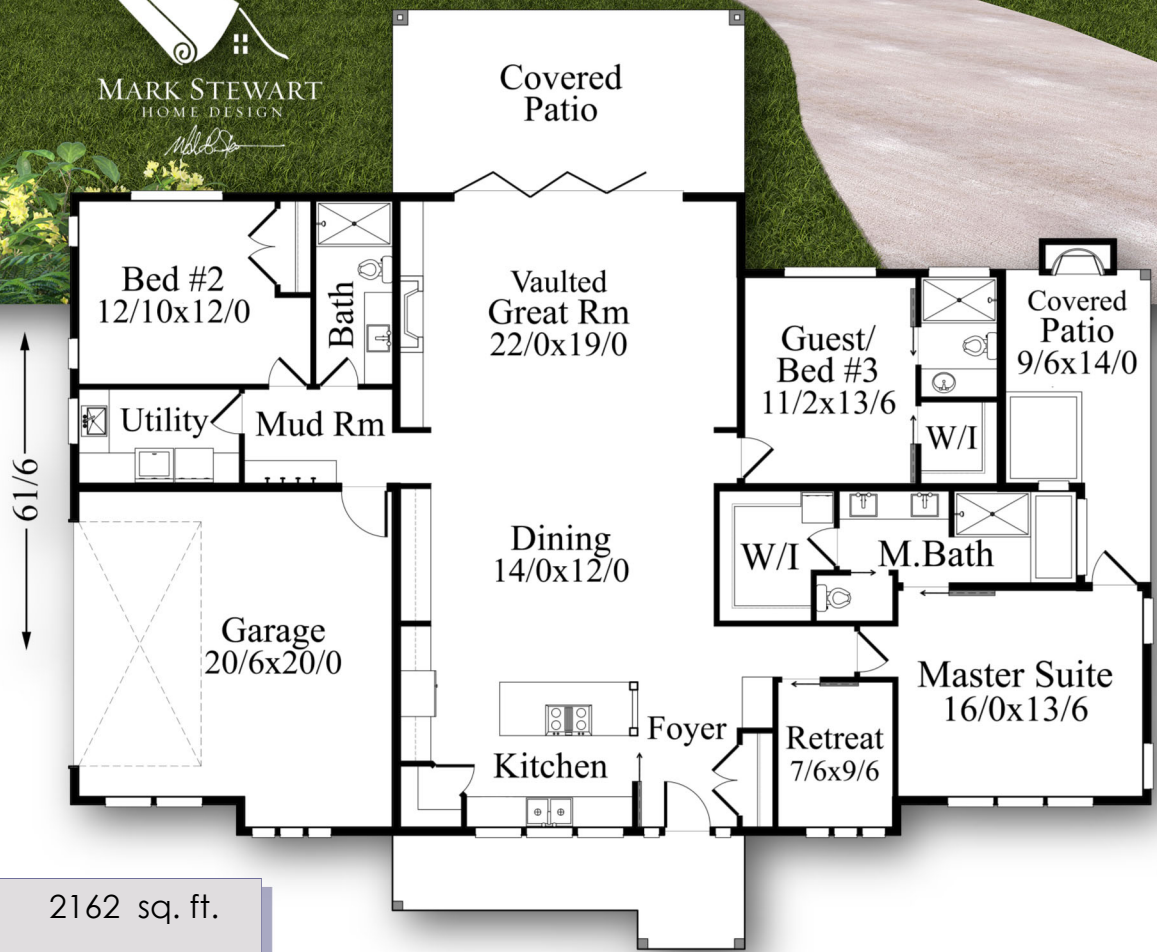 MARK STEWART
HOME DESIGN
Covered
Patio
Bed #2
12/10x12/0
Bath
Vaulted
Great Rm
22/0x19/0
Guest/
Bed #3
11/2x13/6
Covered
Patio
9/6x14/0
Utility
Mud Rm
W/I
61/6
Dining
14/0x12/0
W/I
M.Bath
Garage
20/6x20/0
Master Suite
16/0x13/6
Foyer
Retreat
7/6x9/6
Kitchen
2162 sq. ft.